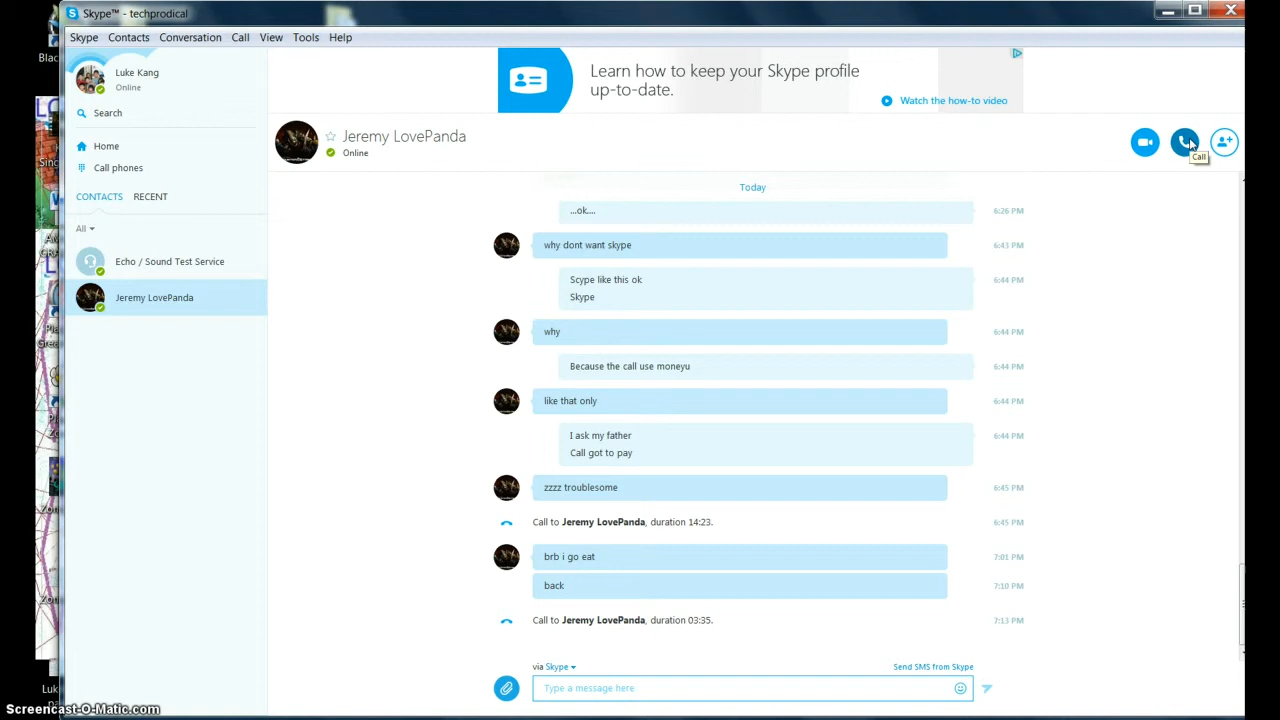 Skype™ - techprodical
Skype Contacts Conversation Call View Tools Help
Luke Kang
Online
Search
Home
Call phones
CONTACTS RECENT
All
Echo / Sound Test Service
Jeremy LovePanda
Learn how to keep your Skype profile
up-to-date.
Watch the how-to video
Jeremy LovePanda
Online
Call
Today
...ok.... 6:26 PM
why dont want skype 6:43 PM
Scype like this ok 6:44 PM
Skype
why 6:44 PM
Because the call use moneyu 6:44 PM
like that only 6:44 PM
I ask my father 6:44 PM
Call got to pay
zzzz troublesome 6:45 PM
Call to Jeremy LovePanda, duration 14:23. 6:45 PM
brb i go eat 7:01 PM
back 7:10 PM
Call to Jeremy LovePanda, duration 03:35. 7:13 PM
via Skype Send SMS from Skype
Type a message here
Screencast-O-Matic.com